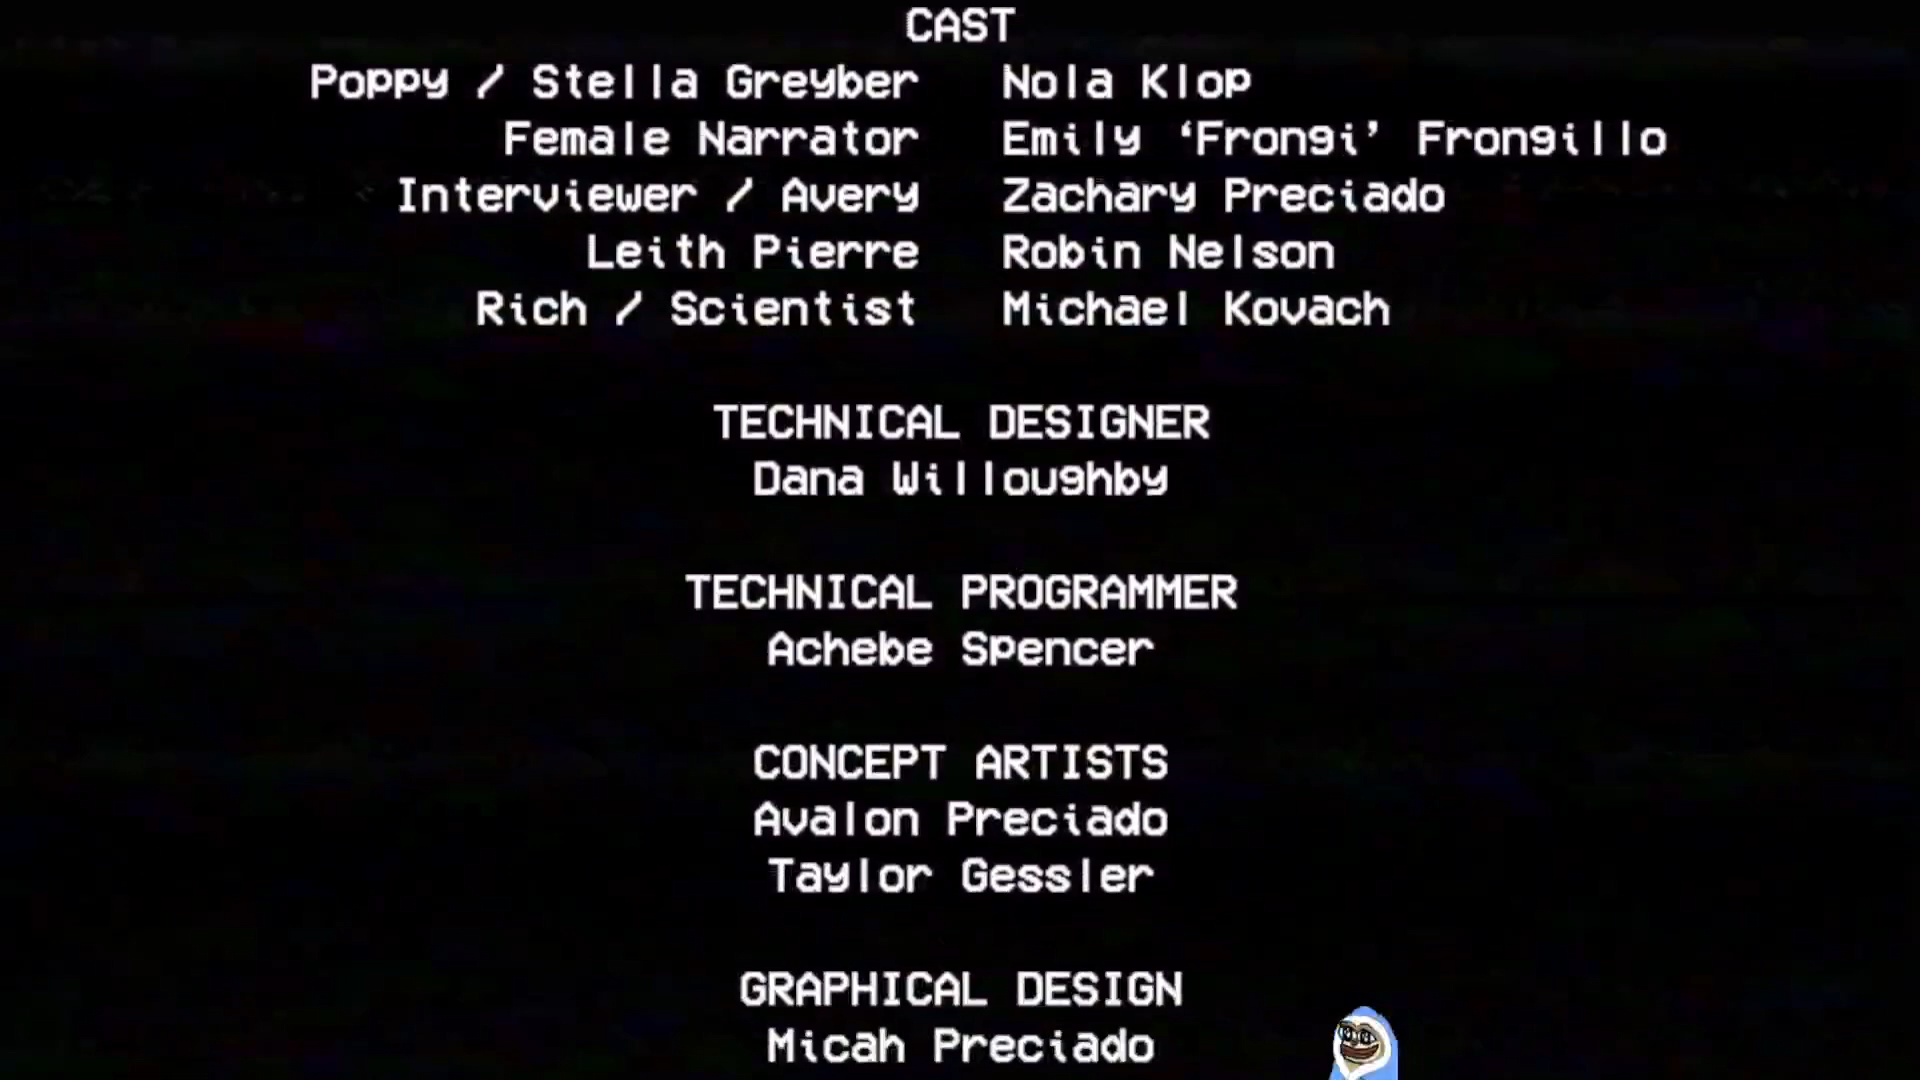 CAST
Poppy / Stella Greyber Nola Klop
Female Narrator Emily ‘Frongi’ Frongillo
Interviewer / Avery Zachary Preciado
Leith Pierre Robin Nelson
Rich / Scientist Michael Kovach
TECHNICAL DESIGNER
Dana Willoughby
TECHNICAL PROGRAMMER
Achebe Spencer
CONCEPT ARTISTS
Avalon Preciado
Taylor Gessler
GRAPHICAL DESIGN
Micah Preciado